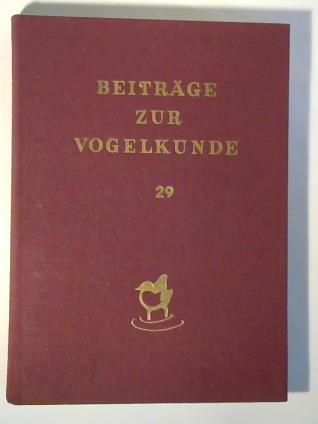 BEITRÄGE
ZUR
VOGELKUNDE
29